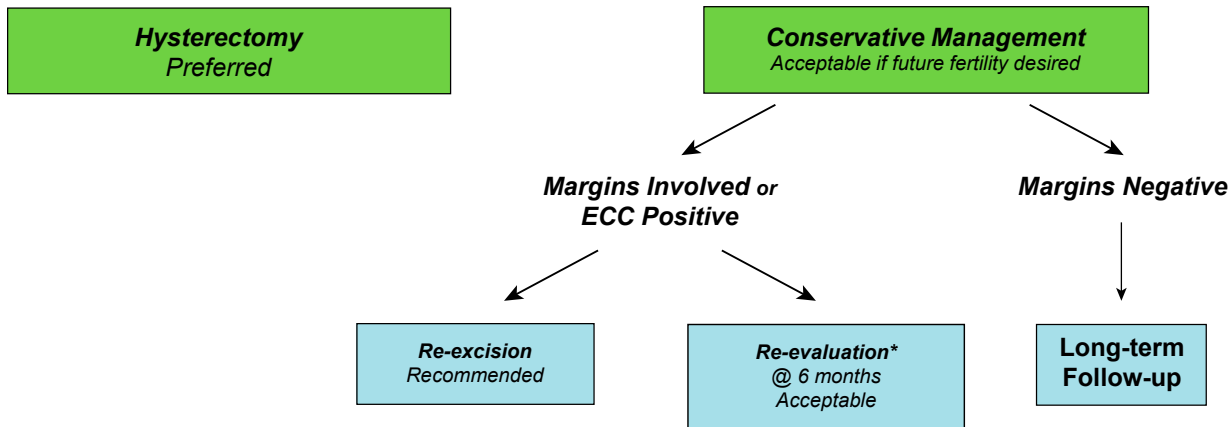 Hysterectomy
Preferred
Conservative Management
Acceptable if future fertility desired
Margins Involved or
ECC Positive
Margins Negative
Re-excision
Recommended
Re-evaluation*
@ 6 months
Acceptable
Long-term
Follow-up